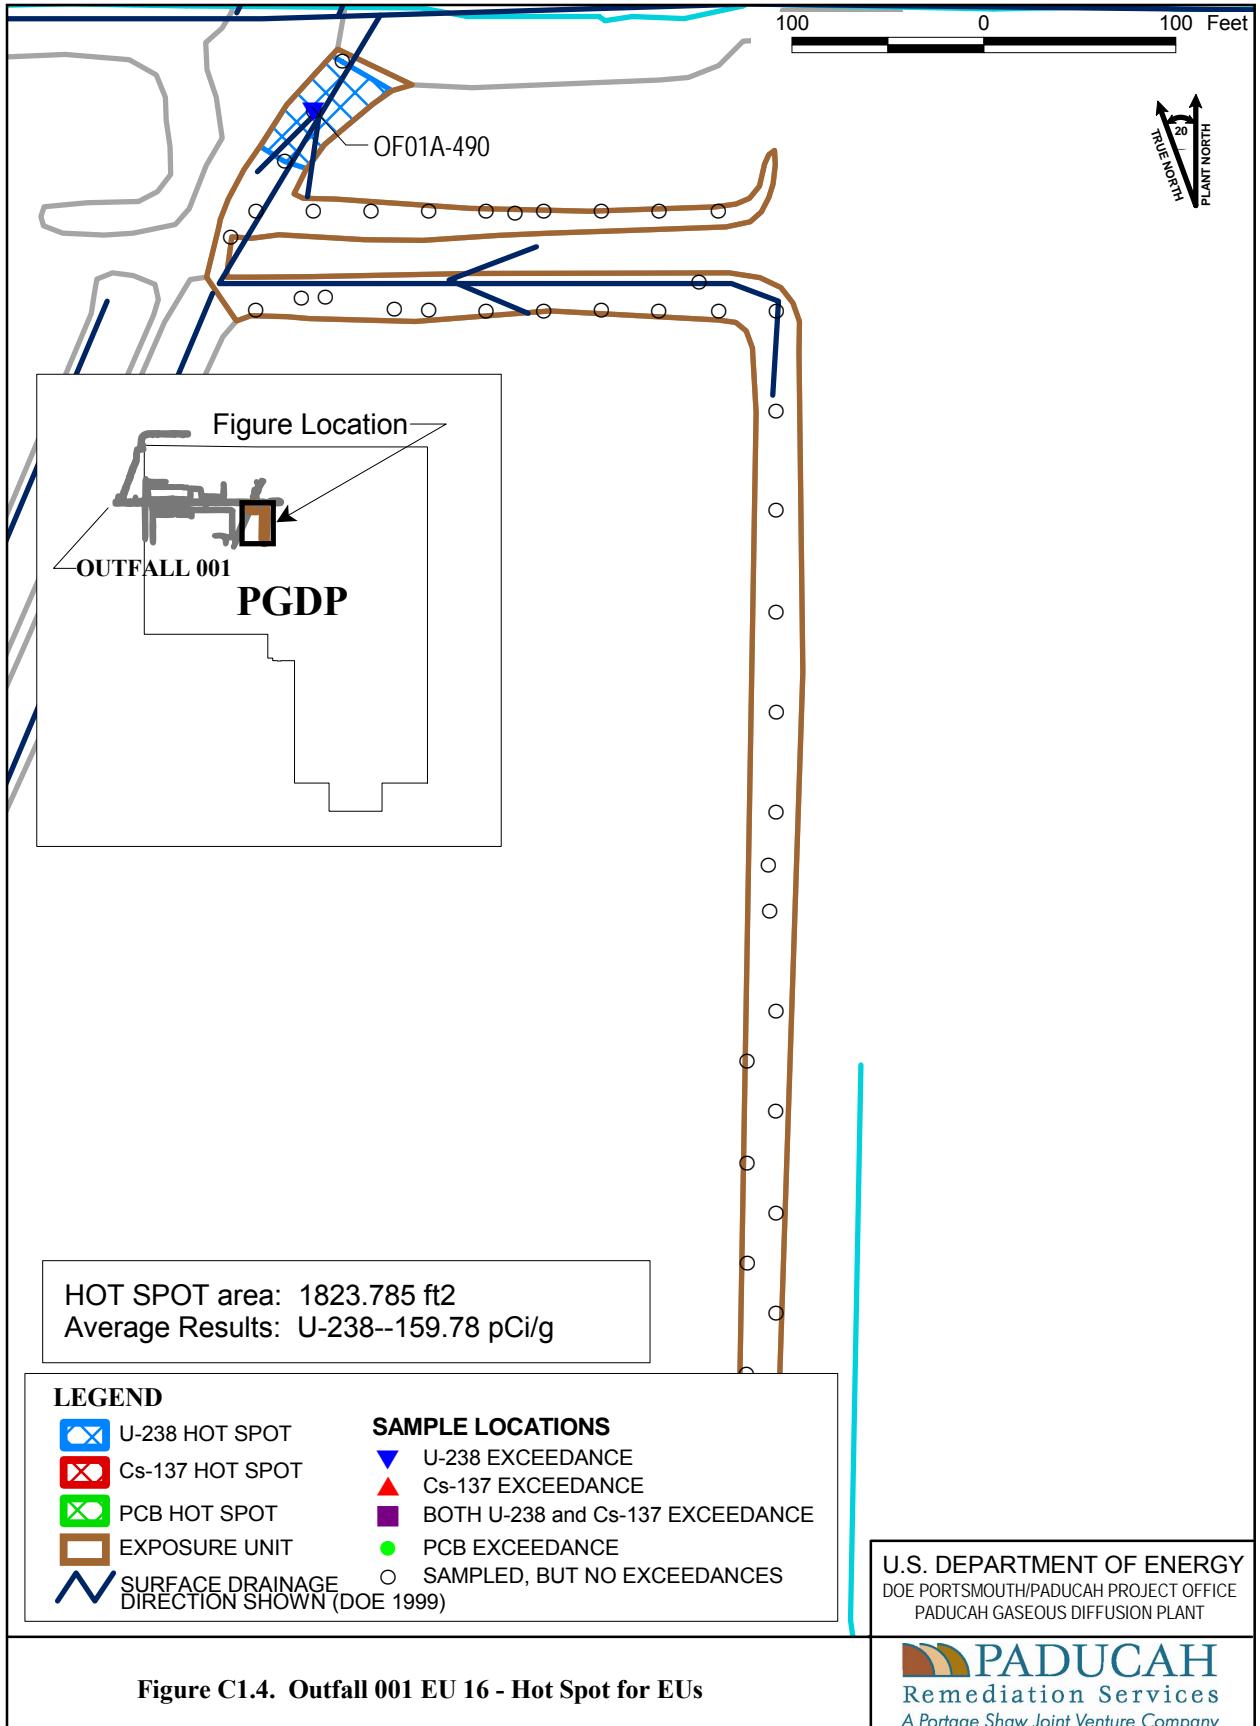 100 0 100 Feet
TRUE NORTH
20
PLANT NORTH
OF01A-490
Figure Location
OUTFALL 001
PGDP
HOT SPOT area: 1823.785 ft2
Average Results: U-238--159.78 pCi/g
LEGEND
U-238 HOT SPOT
Cs-137 HOT SPOT
PCB HOT SPOT
EXPOSURE UNIT
SURFACE DRAINAGE
DIRECTION SHOWN (DOE 1999)
SAMPLE LOCATIONS
U-238 EXCEEDANCE
Cs-137 EXCEEDANCE
BOTH U-238 and Cs-137 EXCEEDANCE
PCB EXCEEDANCE
SAMPLED, BUT NO EXCEEDANCES
U.S. DEPARTMENT OF ENERGY
DOE PORTSMOUTH/PADUCAH PROJECT OFFICE
PADUCAH GASEOUS DIFFUSION PLANT
Figure C1.4. Outfall 001 EU 16 - Hot Spot for EUs
PADUCAH
Remediation Services
A Portage Shaw Joint Venture Company